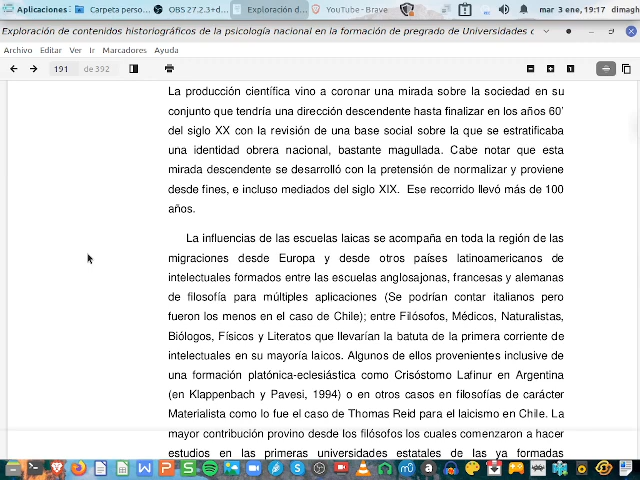 Aplicaciones Carpeta perso... OBS 27.2.3+d... Exploración d... YouTube - Brave mar 3 ene, 19:17 dimagh
Exploración de contenidos historiográficos de la psicología nacional en la formación de pregrado de Universidades c
Archivo Editar Ver Ir Marcadores Ayuda
191 de 392
La producción científica vino a coronar una mirada sobre la sociedad en su
conjunto que tendría una dirección descendente hasta finalizar en los años 60'
del siglo XX con la revisión de una base social sobre la que se estratificaba
una identidad obrera nacional, bastante magullada. Cabe notar que esta
mirada descendente se desarrolló con la pretensión de normalizar y proviene
desde fines, e incluso mediados del siglo XIX. Ese recorrido llevó más de 100
años.
La influencias de las escuelas laicas se acompaña en toda la región de las
migraciones desde Europa y desde otros países latinoamericanos de
intelectuales formados entre las escuelas anglosajonas, francesas y alemanas
de filosofía para múltiples aplicaciones (Se podrían contar italianos pero
fueron los menos en el caso de Chile); entre Filósofos, Médicos, Naturalistas,
Biólogos, Físicos y Literatos que llevarían la batuta de la primera corriente de
intelectuales en su mayoría laicos. Algunos de ellos provenientes inclusive de
una formación platónica-eclesiástica como Crisóstomo Lafinur en Argentina
(en Klappenbach y Pavesi, 1994) o en otros casos en filosofías de carácter
Materialista como lo fue el caso de Thomas Reid para el laicismo en Chile. La
mayor contribución provino desde los filósofos los cuales comenzaron a hacer
estudios en las primeras universidades estatales de las ya formadas